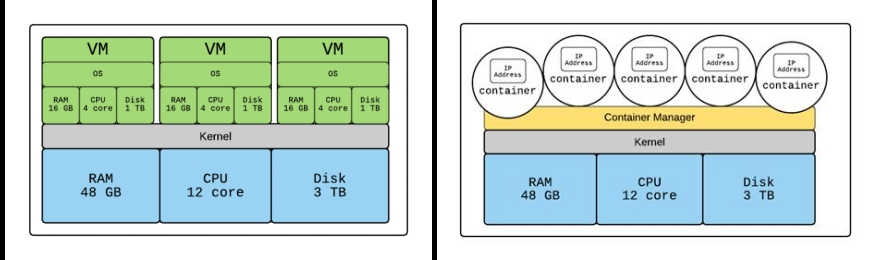 VM
VM
VM
os
os
os
RAM
16 GB
CPU
4 core
Disk
1 TB
RAM
16 GB
CPU
4 core
Disk
1 TB
RAM
16 GB
CPU
4 core
Disk
1 TB
Kernel
RAM
48 GB
CPU
12 core
Disk
3 TB
IP
Address
container
IP
Address
container
IP
Address
container
IP
Address
container
IP
Address
container
Container Manager
Kernel
RAM
48 GB
CPU
12 core
Disk
3 TB